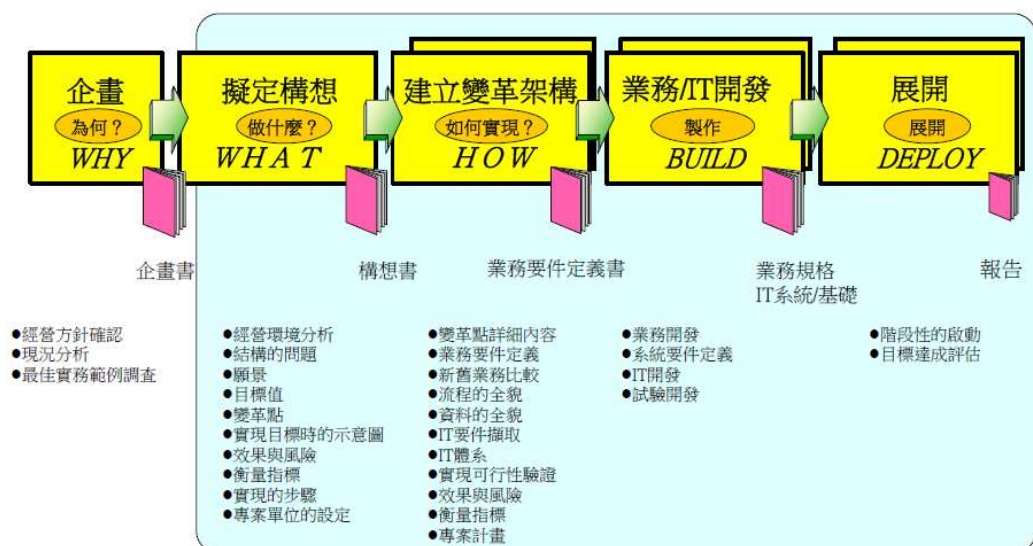 企畫
為何？
WHY
擬定構想
做什麼？
WHAT
建立變革架構
如何實現？
HOW
業務/IT開發
製作
BUILD
展開
展開
DEPLOY
企畫書
構想書
業務要件定義書
業務規格
IT系統/基礎
報告
●經營方針確認
●現況分析
●最佳實務範例調查
●經營環境分析
●結構的問題
●願景
●目標值
●變革點
●實現目標時的示意圖
●效果與風險
●衡量指標
●實現的步驟
●專案單位的設定
●變革點詳細內容
●業務要件定義
●新舊業務比較
●流程的全貌
●資料的全貌
●IT要件擷取
●IT體系
●實現可行性驗證
●效果與風險
●衡量指標
●專案計畫
●業務開發
●系統要件定義
●IT開發
●試驗開發
●階段性的啟動
●目標達成評估